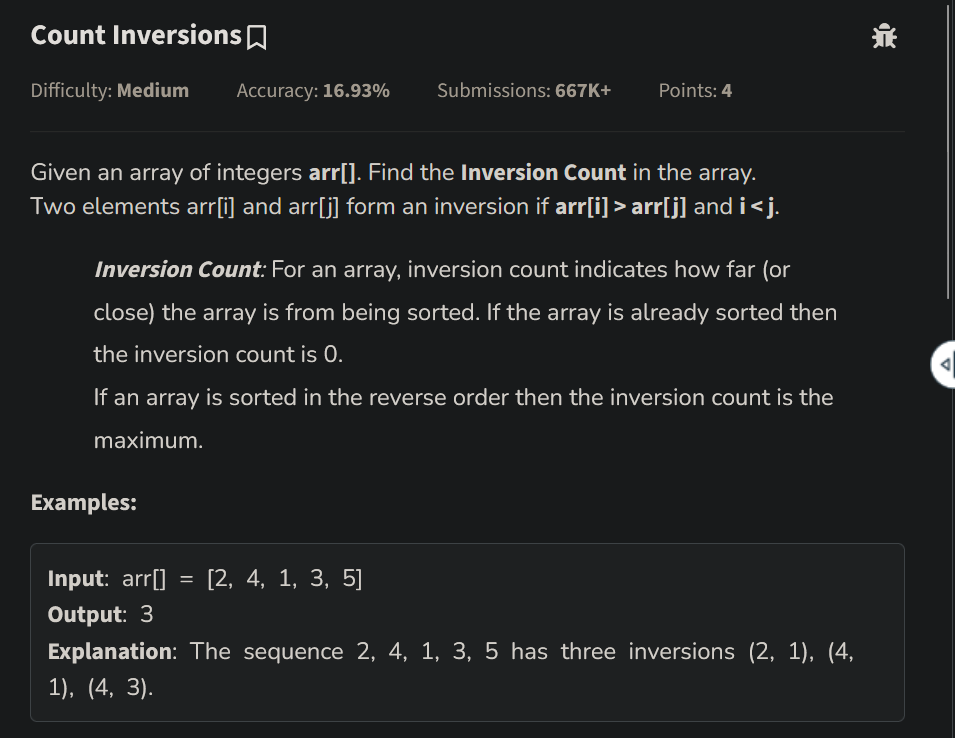 Count Inversions
Difficulty: Medium Accuracy: 16.93% Submissions: 667K+ Points: 4
Given an array of integers arr[]. Find the Inversion Count in the array.
Two elements arr[i] and arr[j] form an inversion if arr[i] > arr[j] and i < j.
Inversion Count: For an array, inversion count indicates how far (or
close) the array is from being sorted. If the array is already sorted then
the inversion count is 0.
If an array is sorted in the reverse order then the inversion count is the
maximum.
Examples:
Input: arr[] = [2, 4, 1, 3, 5]
Output: 3
Explanation: The sequence 2, 4, 1, 3, 5 has three inversions (2, 1), (4,
1), (4, 3).